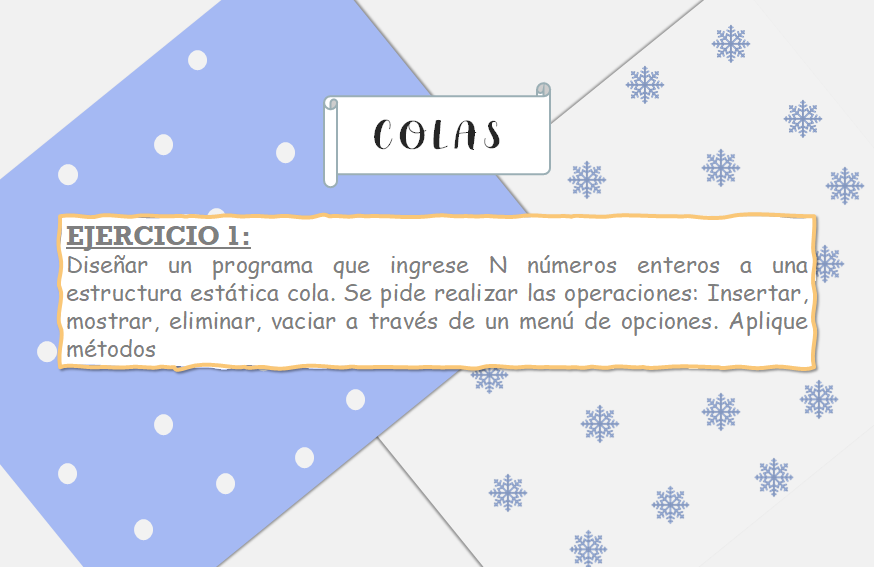 COLAS
EJERCICIO 1:
Diseñar un programa que ingrese N números enteros a una
estructura estática cola. Se pide realizar las operaciones: Insertar,
mostrar, eliminar, vaciar a través de un menú de opciones. Aplique
métodos